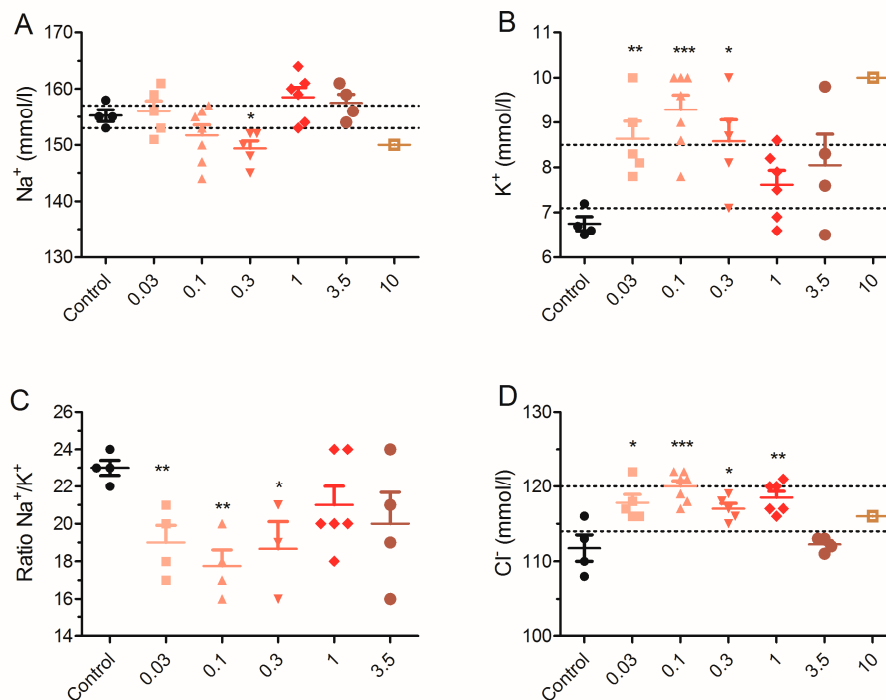 A
Na⁺ (mmol/l)
170
160
150
140
130
*
Control 0.03 0.1 0.3 1 3.5 10
B
K⁺ (mmol/l)
10
9
8
7
6
** *** *
Control 0.03 0.1 0.3 1 3.5 10
C
Ratio Na⁺/K⁺
26
24
22
20
18
16
14
** ** *
Control 0.03 0.1 0.3 1 3.5
D
Cl⁻ (mmol/l)
130
120
110
100
* *** * **
Control 0.03 0.1 0.3 1 3.5 10